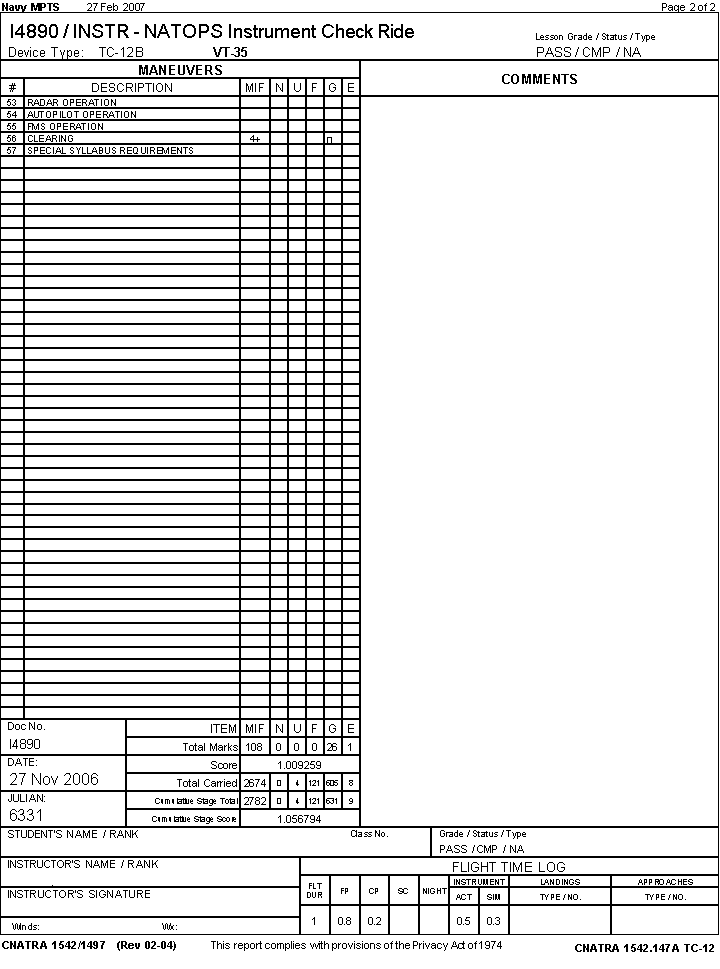 Navy MPTS 27 Feb 2007 Page 2 of 2
I4890 / INSTR - NATOPS Instrument Check Ride
Lesson Grade / Status / Type
Device Type: TC-12B VT-35 PASS / CMP / NA
MANEUVERS
COMMENTS
# DESCRIPTION MIF N U F G E
53 RADAR OPERATION
54 AUTOPILOT OPERATION
55 FMS OPERATION
56 CLEARING 4+
57 SPECIAL SYLLABUS REQUIREMENTS
Doc No. ITEM MIF N U F G E
I4890 Total Marks 108 0 0 0 26 1
DATE: Score 1.009259
27 Nov 2006 Total Carried 2674 0 4 121 605 8
JULIAN: Cumulative Stage Total 2782 0 4 121 631 9
6331 Cumulative Stage Score 1.056794
STUDENT'S NAME / RANK Class No. Grade / Status / Type
PASS / CMP / NA
INSTRUCTOR'S NAME / RANK FLIGHT TIME LOG
FLT DUR FP CP SC NIGHT INSTRUMENT LANDINGS APPROACHES
INSTRUCTOR'S SIGNATURE ACT SIM TYPE / NO. TYPE / NO.
1 0.8 0.2 0.5 0.3
Winds: Wx:
CNATRA 1542/1497 (Rev 02-04) This report complies with provisions of the Privacy Act of 1974 CNATRA 1542.147A TC-12